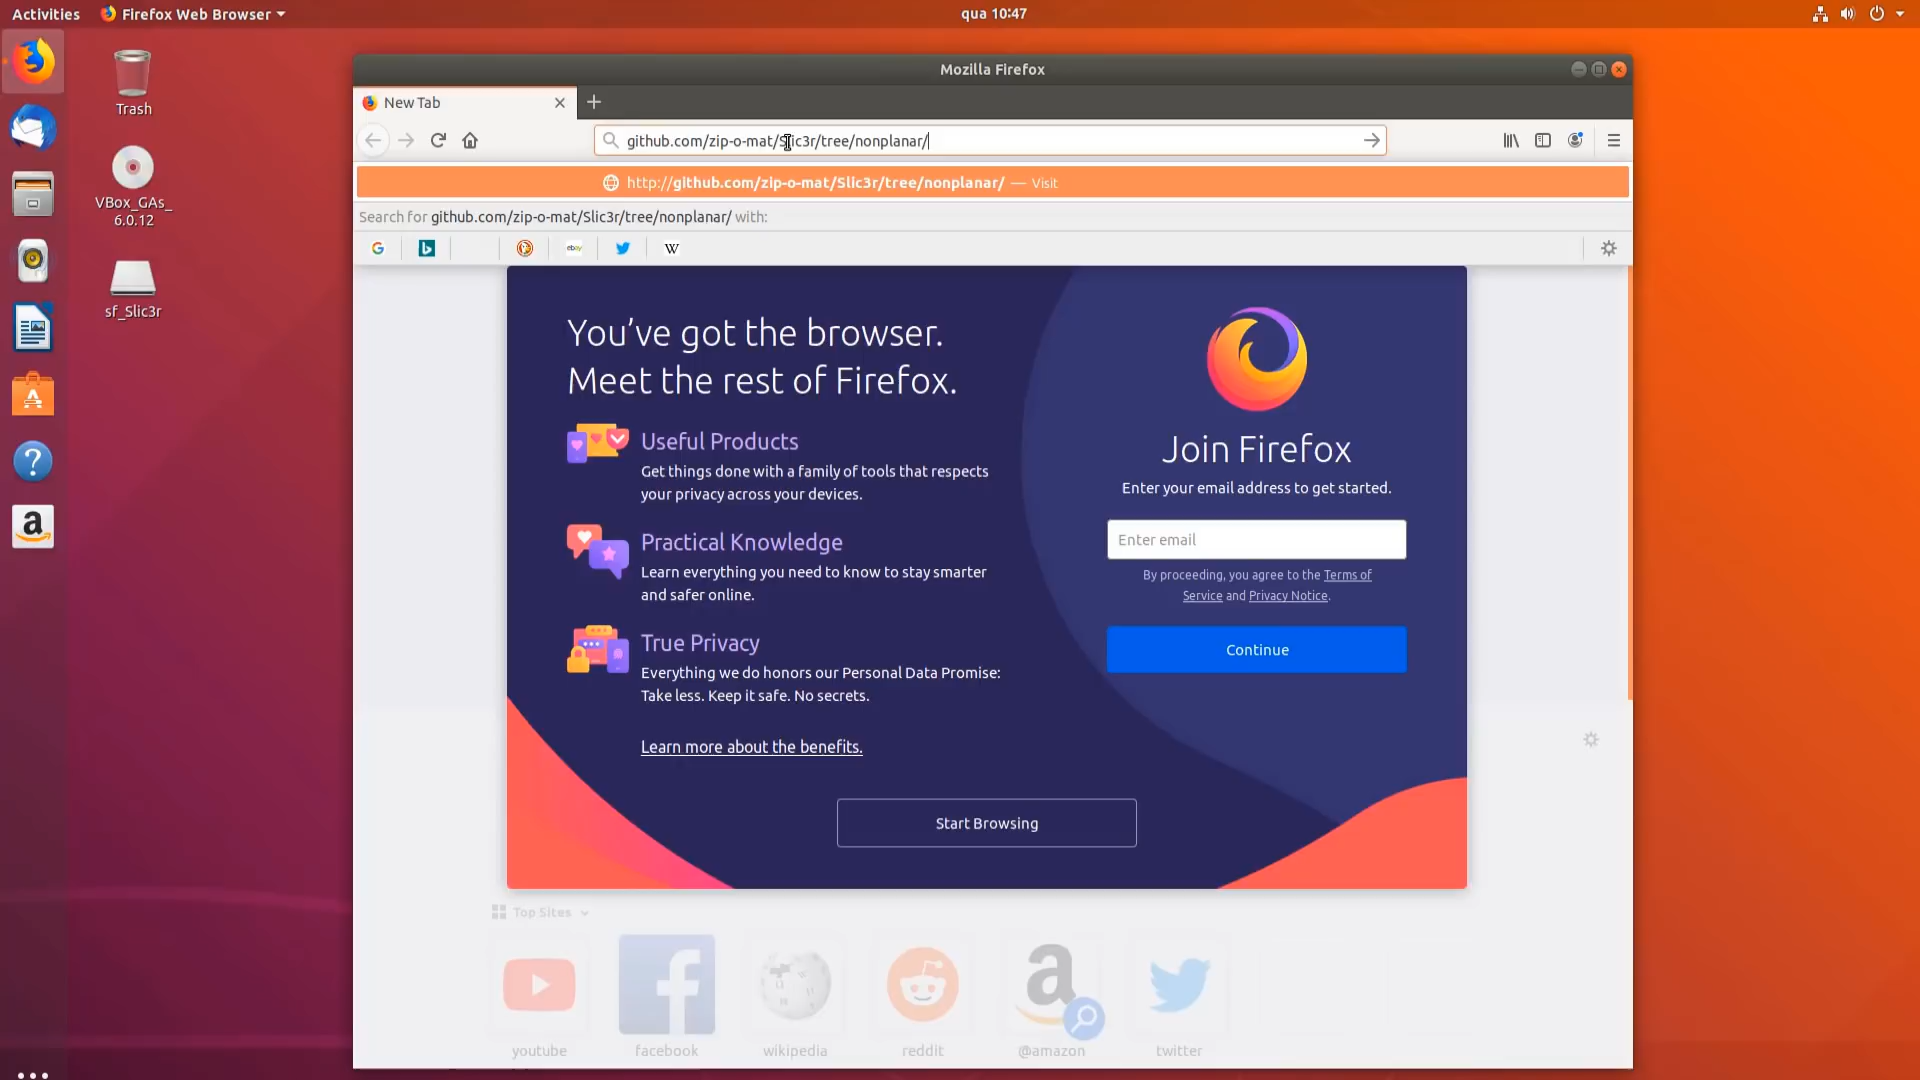 Activities
Firefox Web Browser
qua 10:47
Trash
VBox_GAs_
6.0.12
sf_Slic3r
Mozilla Firefox
New Tab
github.com/zip-o-mat/Slic3r/tree/nonplanar/
http://github.com/zip-o-mat/Slic3r/tree/nonplanar/ — Visit
Search for github.com/zip-o-mat/Slic3r/tree/nonplanar/ with:
G b ebay W
You’ve got the browser.
Meet the rest of Firefox.
Useful Products
Get things done with a family of tools that respects
your privacy across your devices.
Practical Knowledge
Learn everything you need to know to stay smarter
and safer online.
True Privacy
Everything we do honors our Personal Data Promise:
Take less. Keep it safe. No secrets.
Learn more about the benefits.
Join Firefox
Enter your email address to get started.
Enter email
By proceeding, you agree to the Terms of
Service and Privacy Notice.
Continue
Start Browsing
Top Sites
youtube
facebook
wikipedia
reddit
@amazon
twitter